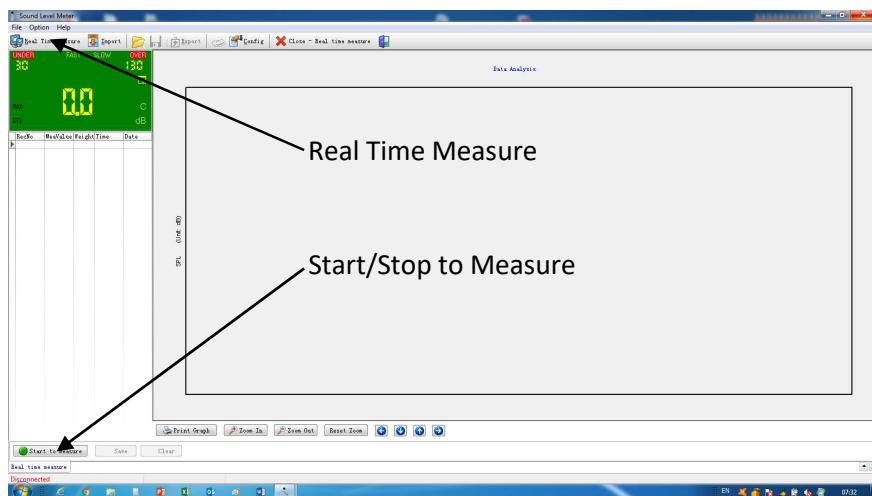 Sound Level Meter
File Option Help
Real Time Measure Import Export Config Close - Real time measure
UNDER FAST SLOW OVER
30 130
MAX 0.0 C
SPL dB
Data Analysis
RecNo MeaValue Weight Time Date
Real Time Measure
SPL (Unit: dB)
Start/Stop to Measure
Print Graph Zoom In Zoom Out Reset Zoom
Start to Measure Save Clear
Real time measure
Disconnected
EN 07:32